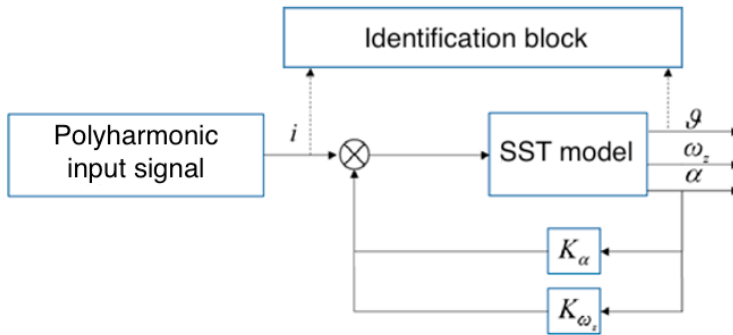 Identification block
Polyharmonic
input signal
i
SST model
ϑ
ω_z
α
K_α
K_ω_z